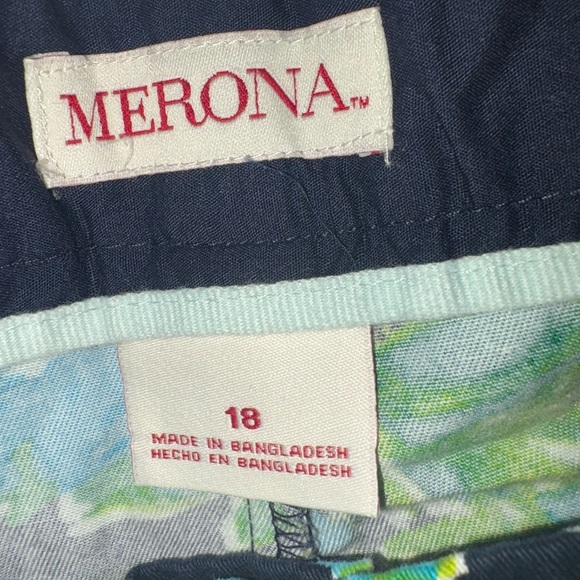 MERONA™
18
MADE IN BANGLADESH
HECHO EN BANGLADESH